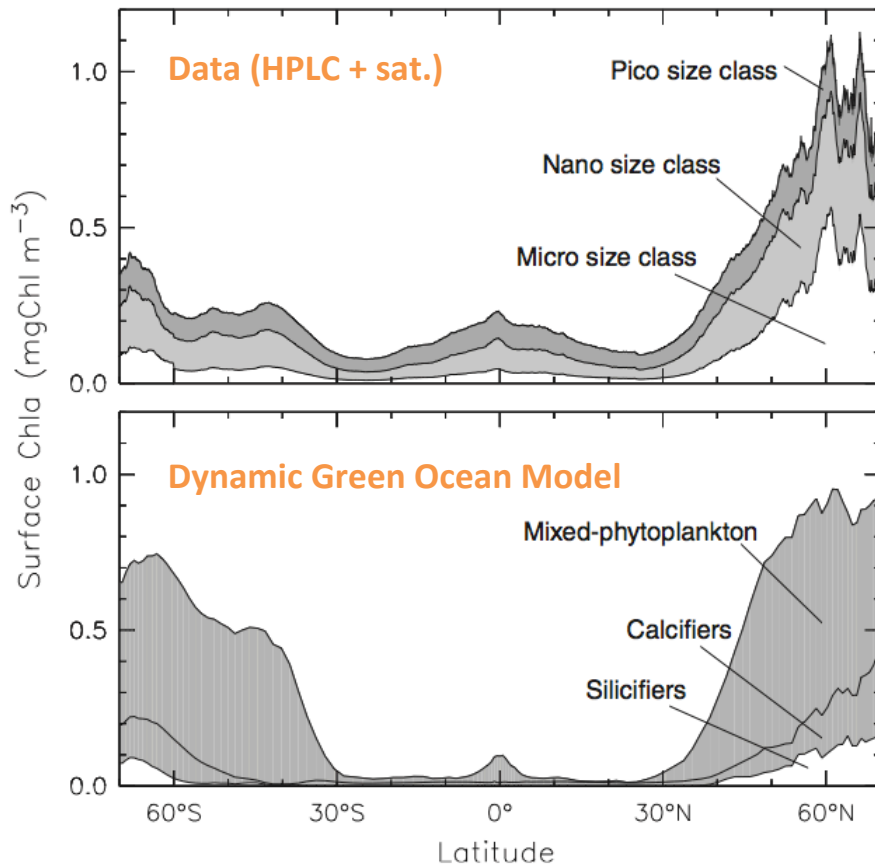 Data (HPLC + sat.)
Pico size class
Nano size class
Micro size class
1.0
0.5
0.0
Surface Chla (mgChl m⁻³)
Dynamic Green Ocean Model
Mixed-phytoplankton
Calcifiers
Silicifiers
1.0
0.5
0.0
60°S 30°S 0° 30°N 60°N
Latitude